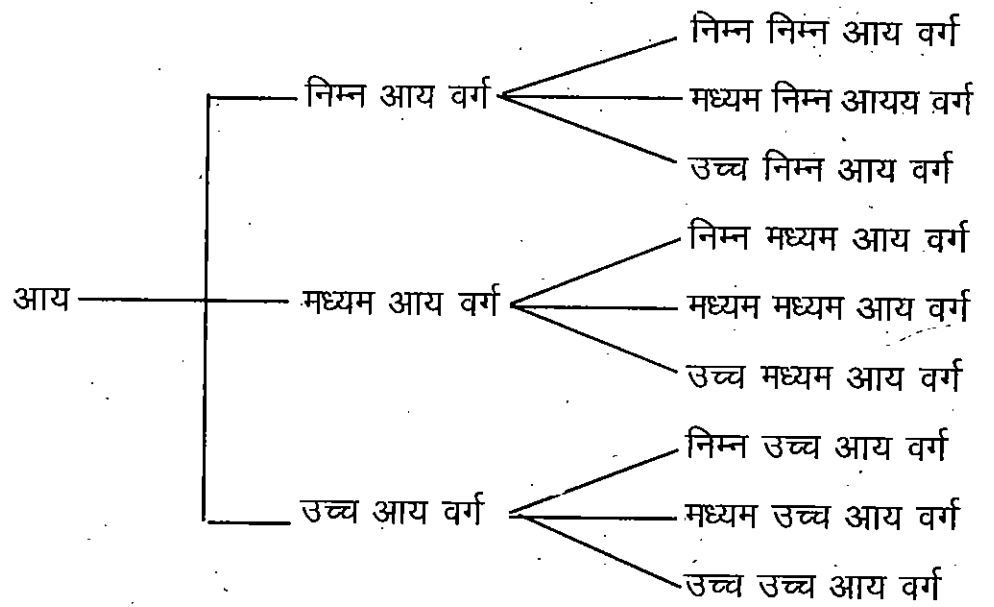 निम्न निम्न आय वर्ग
निम्न आय वर्ग
मध्यम निम्न आयय वर्ग
उच्च निम्न आय वर्ग
निम्न मध्यम आय वर्ग
आय
मध्यम आय वर्ग
मध्यम मध्यम आय वर्ग
उच्च मध्यम आय वर्ग
निम्न उच्च आय वर्ग
उच्च आय वर्ग
मध्यम उच्च आय वर्ग
उच्च उच्च आय वर्ग